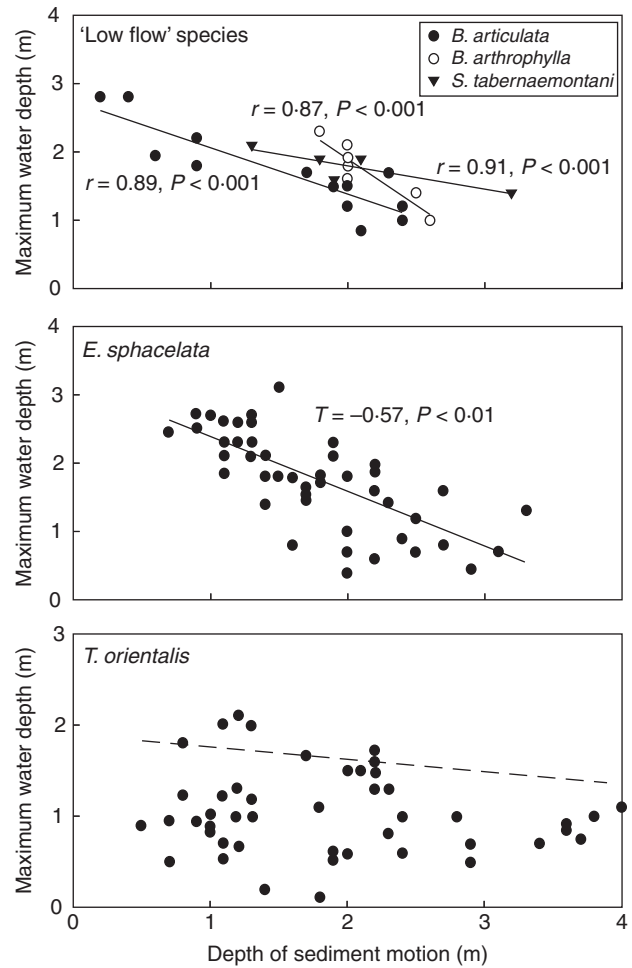 'Low flow' species
B. articulata
B. arthrophylla
S. tabernaemontani
r = 0·87, P < 0·001
r = 0·91, P < 0·001
r = 0·89, P < 0·001
Maximum water depth (m)
4
3
2
1
0
E. sphacelata
T = –0·57, P < 0·01
Maximum water depth (m)
4
3
2
1
0
T. orientalis
Maximum water depth (m)
3
2
1
0
0 1 2 3 4
Depth of sediment motion (m)